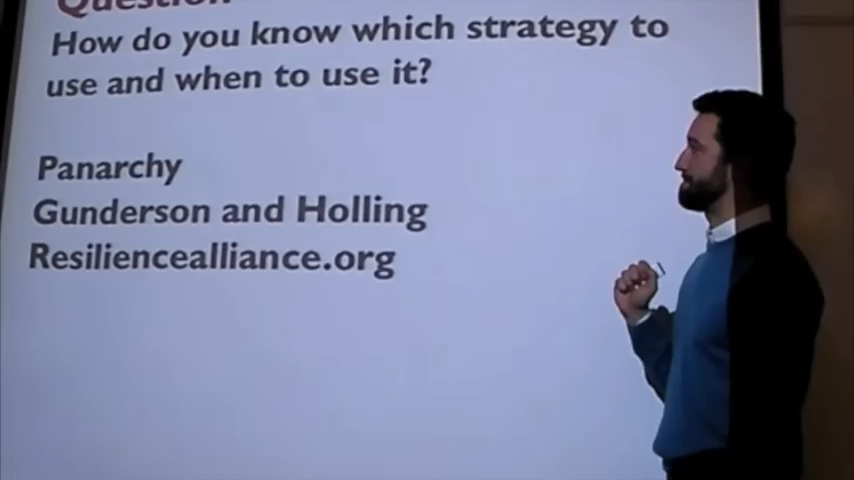 Question
How do you know which strategy to
use and when to use it?
Panarchy
Gunderson and Holling
Resiliencealliance.org